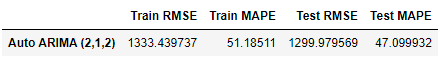 Train RMSE Train MAPE Test RMSE Test MAPE
Auto ARIMA (2,1,2) 1333.439737 51.18511 1299.979569 47.099932